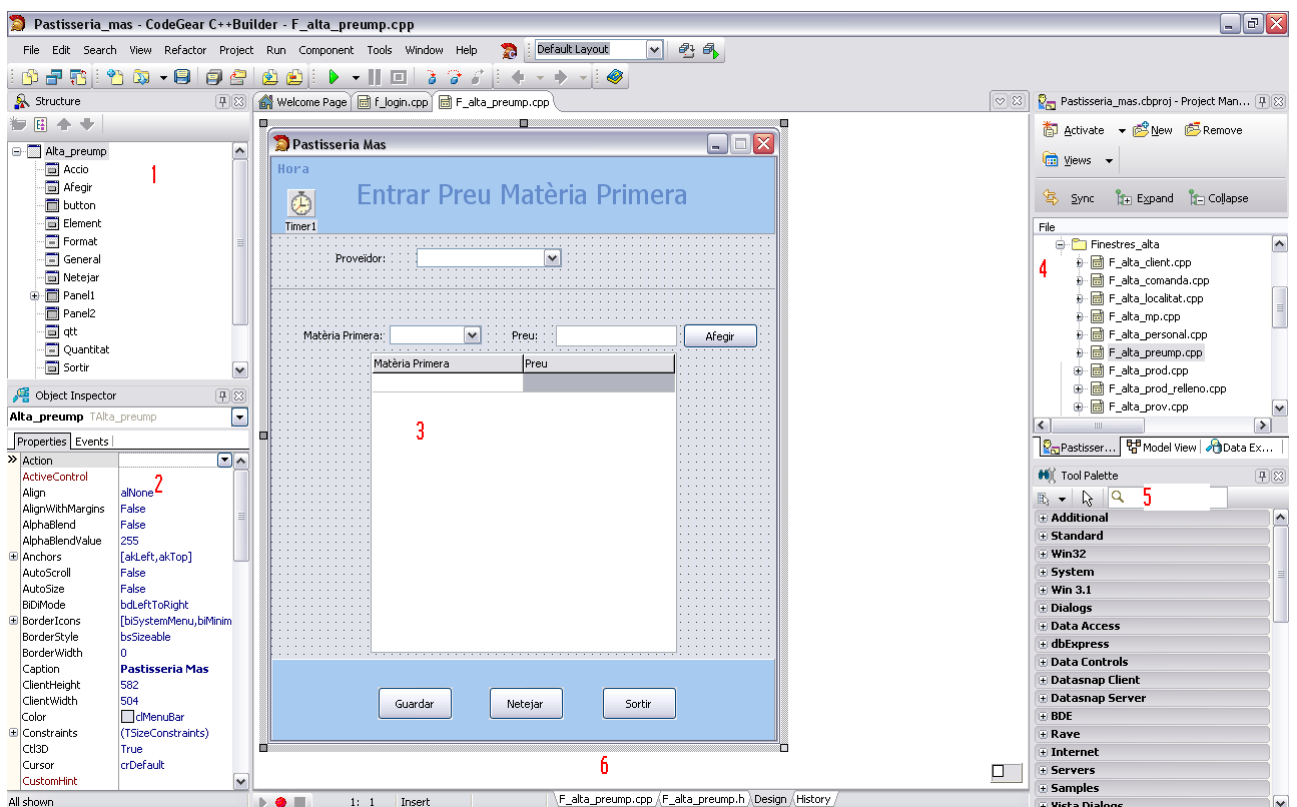 Pastisseria_mas - CodeGear C++Builder - F_alta_preump.cpp
File Edit Search View Refactor Project Run Component Tools Window Help Default Layout
Structure
Alta_preump
Accio
Afegir
button
Element
Format
General
Netejar
Panel1
Panel2
qtt
Quantitat
Sortir
1
Object Inspector
Alta_preump TAlta_preump
Properties Events
Action
ActiveControl
Align alNone
AlignWithMargins False
AlphaBlend False
AlphaBlendValue 255
Anchors [akLeft,akTop]
AutoScroll False
AutoSize False
BiDiMode bdLeftToRight
BorderIcons [biSystemMenu,biMinim
BorderStyle bsSizeable
BorderWidth 0
Caption Pastisseria Mas
ClientHeight 582
ClientWidth 504
Color clMenuBar
Constraints (TSizeConstraints)
Ctl3D True
Cursor crDefault
CustomHint
All shown
2
Welcome Page f_login.cpp F_alta_preump.cpp
Pastisseria Mas
Hora
Entrar Preu Matèria Primera
Timer1
Proveïdor:
Matèria Primera: Preu: Afegir
Matèria Primera Preu
3
Guardar Netejar Sortir
6
1: 1 Insert F_alta_preump.cpp F_alta_preump.h Design History
Pastisseria_mas.cbproj - Project Man...
Activate New Remove
Views
Sync Expand Collapse
File
Finestres_alta
F_alta_client.cpp
F_alta_comanda.cpp
F_alta_localitat.cpp
F_alta_mp.cpp
F_alta_personal.cpp
F_alta_preump.cpp
F_alta_prod.cpp
F_alta_prod_relleno.cpp
F_alta_prov.cpp
4
Pastisser... Model View Data Ex...
Tool Palette
5
Additional
Standard
Win32
System
Win 3.1
Dialogs
Data Access
dbExpress
Data Controls
Datasnap Client
Datasnap Server
BDE
Rave
Internet
Servers
Samples
Vista Dialogs